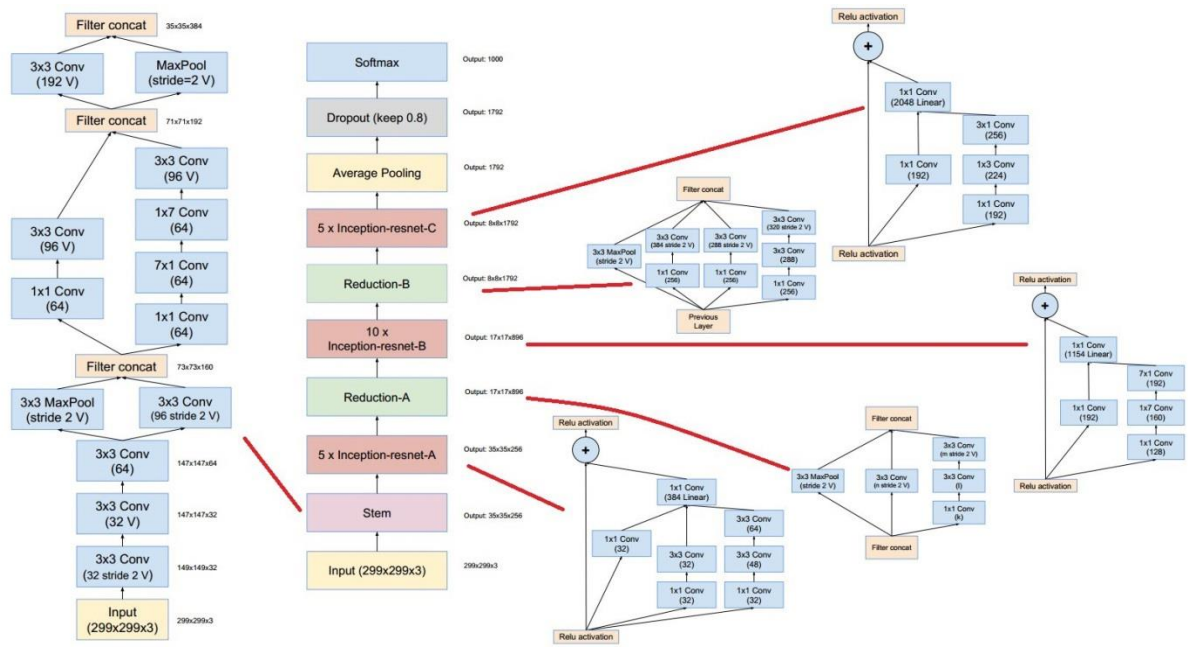 Filter concat
35x35x384
3x3 Conv
(192 V)
MaxPool
(stride=2 V)
Filter concat
71x71x192
3x3 Conv
(96 V)
1x7 Conv
(64)
3x3 Conv
(96 V)
7x1 Conv
(64)
1x1 Conv
(64)
1x1 Conv
(64)
Filter concat
73x73x160
3x3 MaxPool
(stride 2 V)
3x3 Conv
(96 stride 2 V)
3x3 Conv
(64)
147x147x64
3x3 Conv
(32 V)
147x147x32
3x3 Conv
(32 stride 2 V)
149x149x32
Input
(299x299x3)
299x299x3
Softmax
Output: 1000
Dropout (keep 0.8)
Output: 1792
Average Pooling
Output: 1792
5 x Inception-resnet-C
Output: 8x8x1792
Reduction-B
Output: 8x8x1792
10 x
Inception-resnet-B
Output: 17x17x896
Reduction-A
Output: 17x17x896
5 x Inception-resnet-A
Output: 35x35x256
Stem
Output: 35x35x256
Input (299x299x3)
299x299x3
Relu activation
+
1x1 Conv
(2048 Linear)
3x1 Conv
(256)
1x1 Conv
(192)
1x3 Conv
(224)
1x1 Conv
(192)
Relu activation
Filter concat
3x3 Conv
(320 stride 2 V)
3x3 Conv
(384 stride 2 V)
3x3 Conv
(288 stride 2 V)
3x3 MaxPool
(stride 2 V)
3x3 Conv
(288)
1x1 Conv
(256)
1x1 Conv
(256)
1x1 Conv
(256)
Previous
Layer
Relu activation
+
1x1 Conv
(1154 Linear)
7x1 Conv
(192)
1x1 Conv
(192)
1x7 Conv
(160)
1x1 Conv
(128)
Relu activation
Filter concat
3x3 Conv
(m stride 2 V)
3x3 MaxPool
(stride 2 V)
3x3 Conv
(n stride 2 V)
3x3 Conv
(l)
1x1 Conv
(k)
Filter concat
Relu activation
+
1x1 Conv
(384 Linear)
3x3 Conv
(64)
1x1 Conv
(32)
3x3 Conv
(32)
3x3 Conv
(48)
1x1 Conv
(32)
1x1 Conv
(32)
Relu activation